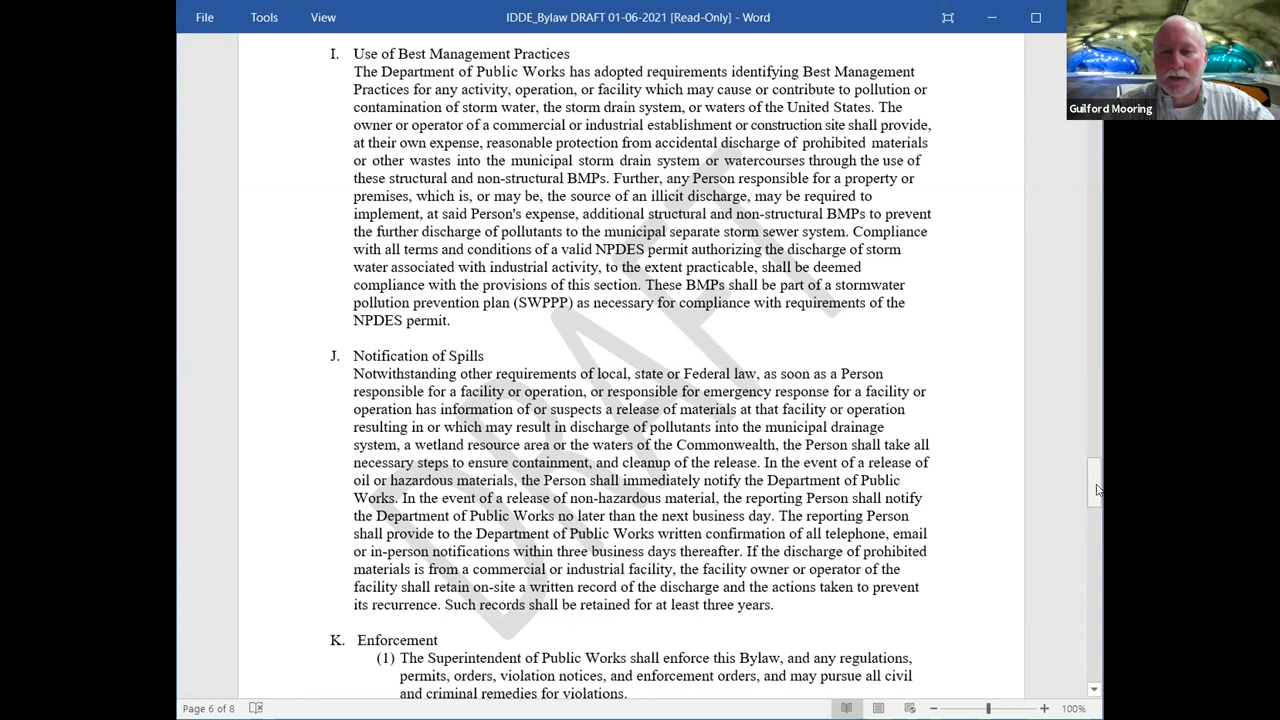 File Tools View IDDE_Bylaw DRAFT 01-06-2021 [Read-Only] - Word
I. Use of Best Management Practices
The Department of Public Works has adopted requirements identifying Best Management
Practices for any activity, operation, or facility which may cause or contribute to pollution or
contamination of storm water, the storm drain system, or waters of the United States. The
owner or operator of a commercial or industrial establishment or construction site shall provide,
at their own expense, reasonable protection from accidental discharge of prohibited materials
or other wastes into the municipal storm drain system or watercourses through the use of
these structural and non-structural BMPs. Further, any Person responsible for a property or
premises, which is, or may be, the source of an illicit discharge, may be required to
implement, at said Person's expense, additional structural and non-structural BMPs to prevent
the further discharge of pollutants to the municipal separate storm sewer system. Compliance
with all terms and conditions of a valid NPDES permit authorizing the discharge of storm
water associated with industrial activity, to the extent practicable, shall be deemed
compliance with the provisions of this section. These BMPs shall be part of a stormwater
pollution prevention plan (SWPPP) as necessary for compliance with requirements of the
NPDES permit.
J. Notification of Spills
Notwithstanding other requirements of local, state or Federal law, as soon as a Person
responsible for a facility or operation, or responsible for emergency response for a facility or
operation has information of or suspects a release of materials at that facility or operation
resulting in or which may result in discharge of pollutants into the municipal drainage
system, a wetland resource area or the waters of the Commonwealth, the Person shall take all
necessary steps to ensure containment, and cleanup of the release. In the event of a release of
oil or hazardous materials, the Person shall immediately notify the Department of Public
Works. In the event of a release of non-hazardous material, the reporting Person shall notify
the Department of Public Works no later than the next business day. The reporting Person
shall provide to the Department of Public Works written confirmation of all telephone, email
or in-person notifications within three business days thereafter. If the discharge of prohibited
materials is from a commercial or industrial facility, the facility owner or operator of the
facility shall retain on-site a written record of the discharge and the actions taken to prevent
its recurrence. Such records shall be retained for at least three years.
K. Enforcement
(1) The Superintendent of Public Works shall enforce this Bylaw, and any regulations,
permits, orders, violation notices, and enforcement orders, and may pursue all civil
and criminal remedies for violations.
DRAFT
Page 6 of 8 100%
Guilford Mooring